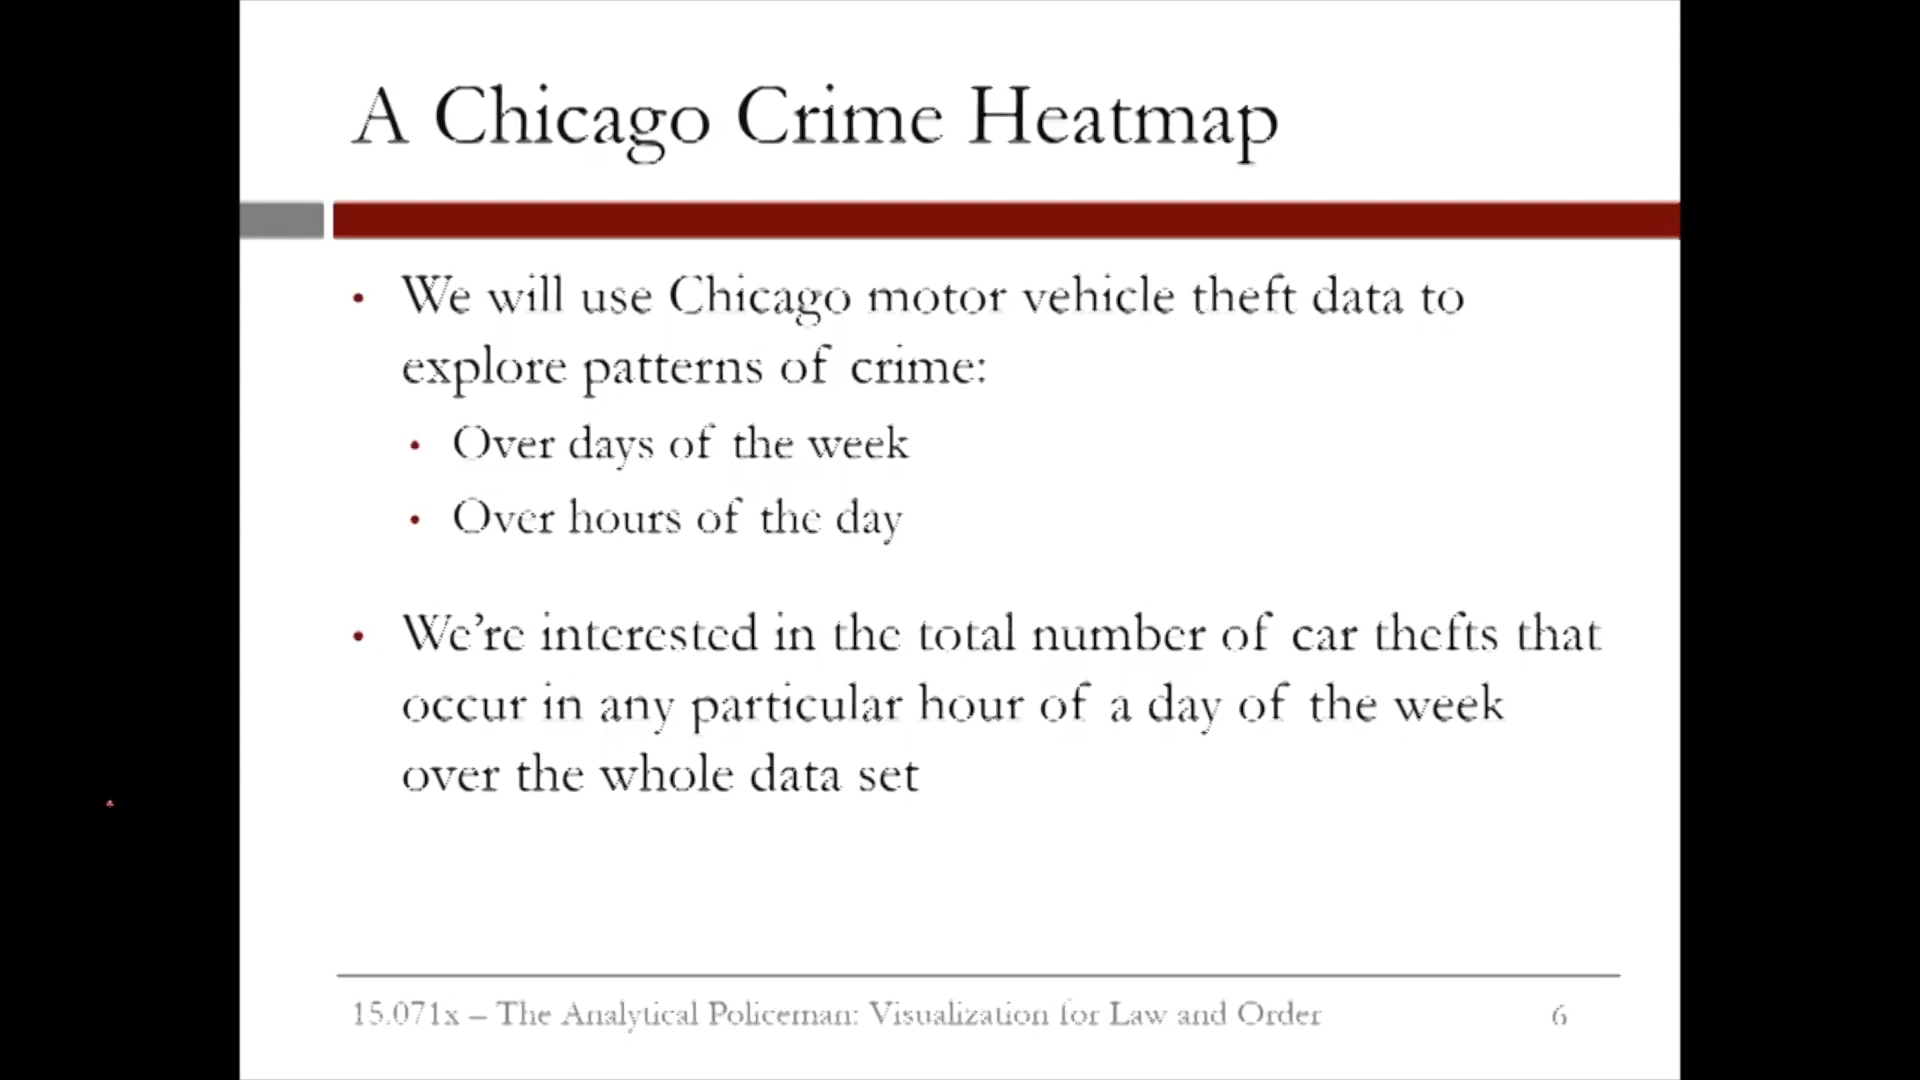 A Chicago Crime Heatmap
• We will use Chicago motor vehicle theft data to
explore patterns of crime:
• Over days of the week
• Over hours of the day
• We’re interested in the total number of car thefts that
occur in any particular hour of a day of the week
over the whole data set
15.071x – The Analytical Policeman: Visualization for Law and Order 6